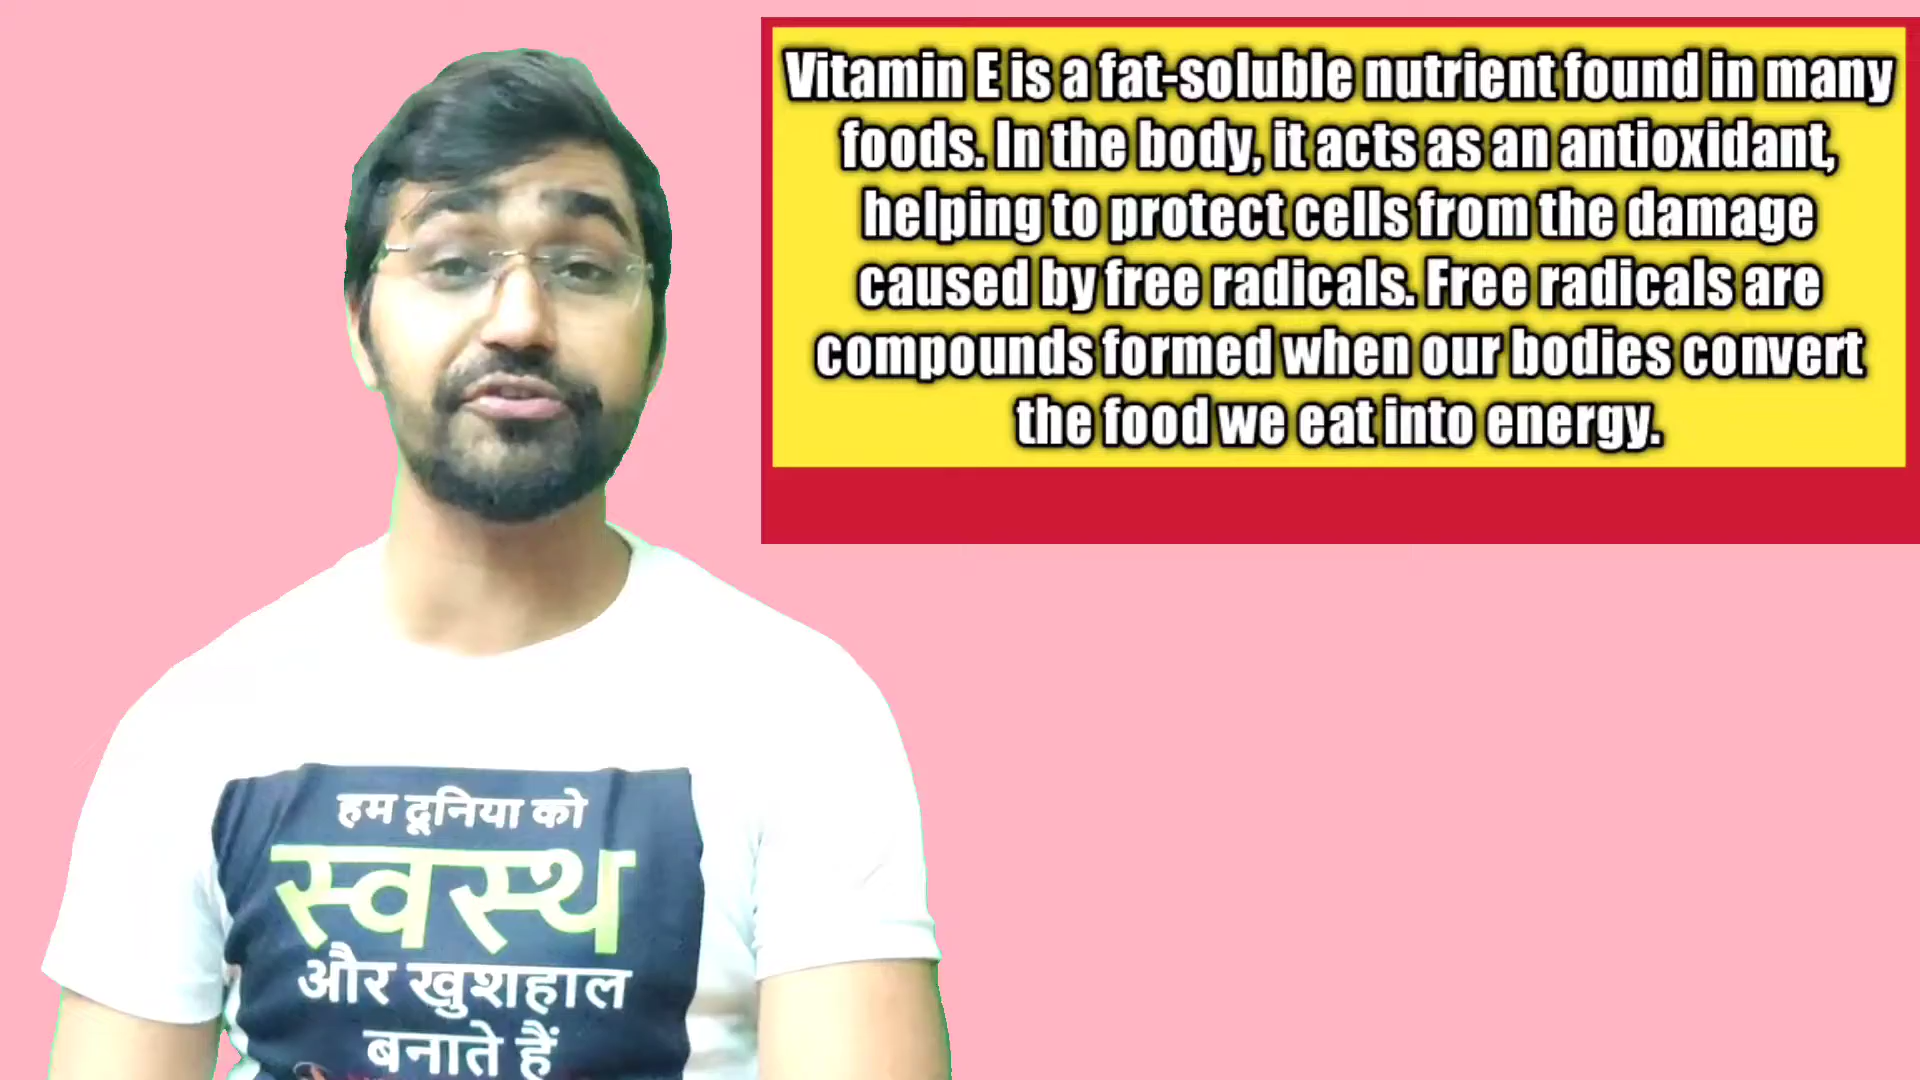 Vitamin E is a fat-soluble nutrient found in many
foods. In the body, it acts as an antioxidant,
helping to protect cells from the damage
caused by free radicals. Free radicals are
compounds formed when our bodies convert
the food we eat into energy.
हम दूनिया को
स्वस्थ
और खुशहाल
बनाते हैं